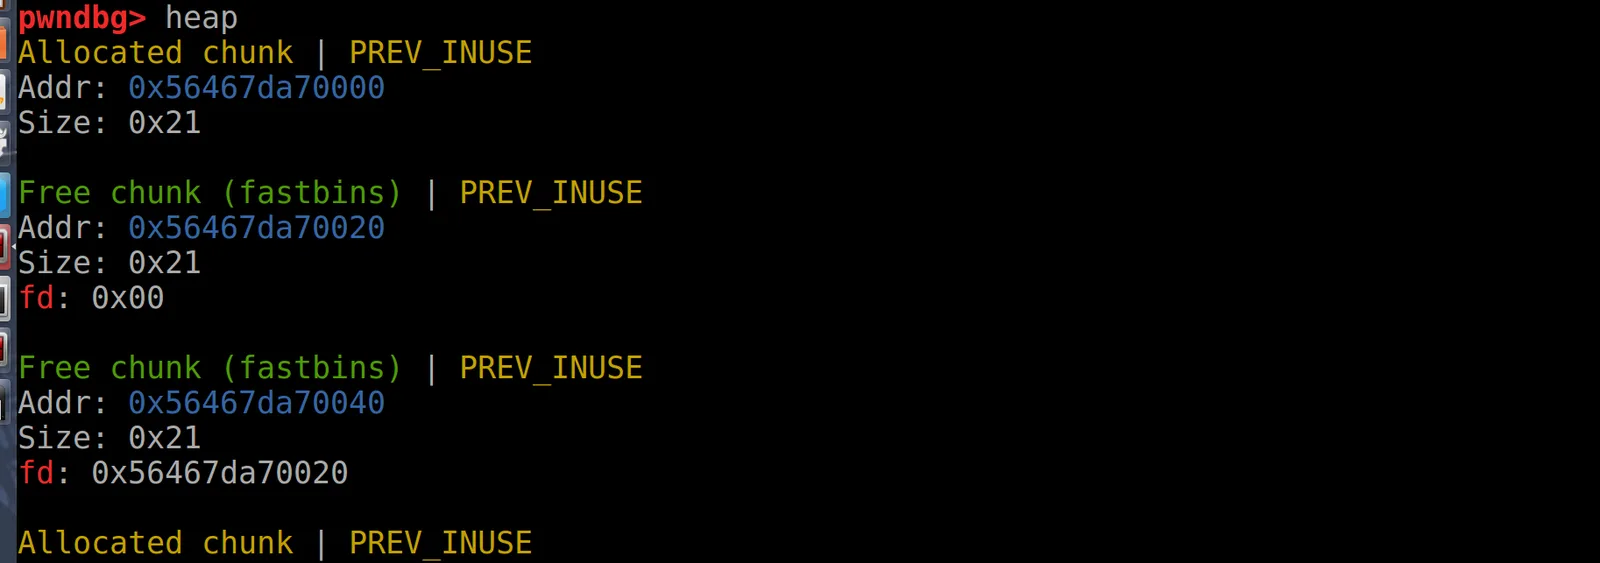 pwndbg> heap
Allocated chunk | PREV_INUSE
Addr: 0x56467da70000
Size: 0x21
Free chunk (fastbins) | PREV_INUSE
Addr: 0x56467da70020
Size: 0x21
fd: 0x00
Free chunk (fastbins) | PREV_INUSE
Addr: 0x56467da70040
Size: 0x21
fd: 0x56467da70020
Allocated chunk | PREV_INUSE